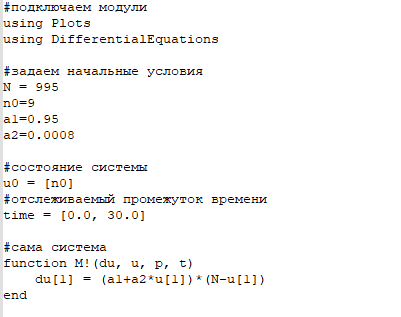 #подключаем модули
using Plots
using DifferentialEquations
#задаем начальные условия
N = 995
n0=9
a1=0.95
a2=0.0008
#состояние системы
u0 = [n0]
#отслеживаемый промежуток времени
time = [0.0, 30.0]
#сама система
function M!(du, u, p, t)
    du[1] = (a1+a2*u[1])*(N-u[1])
end